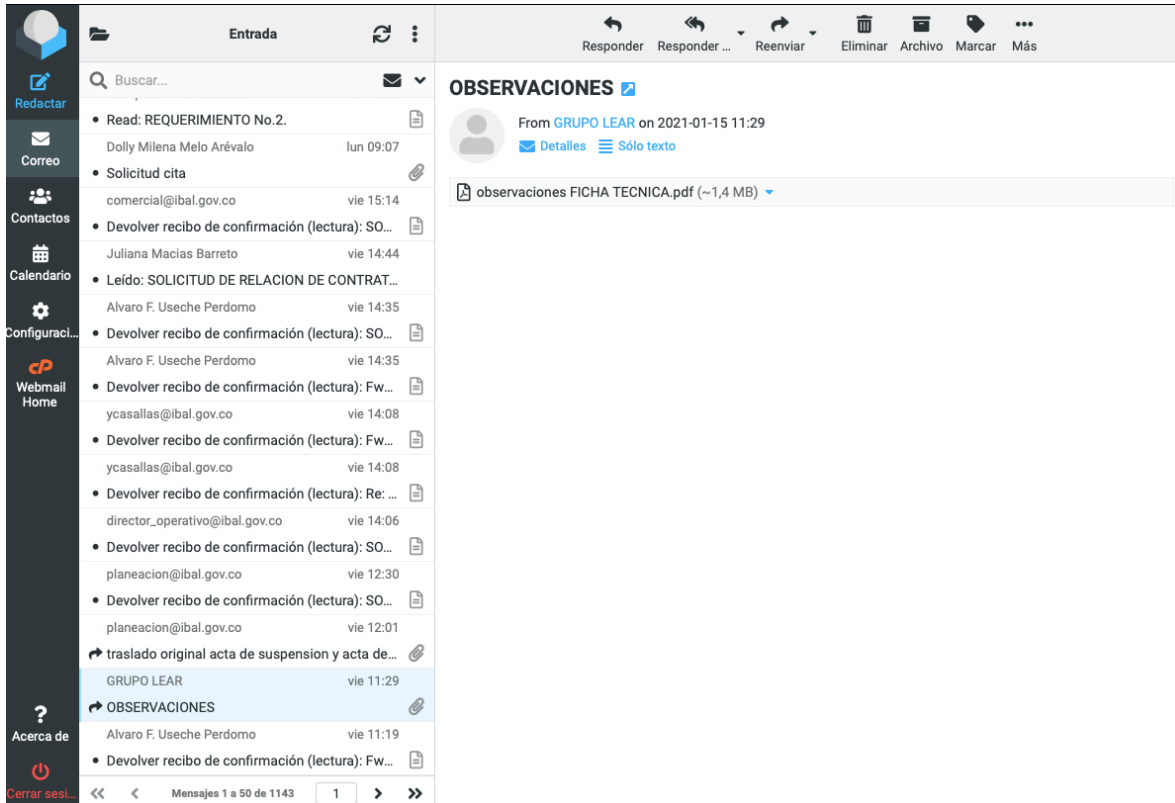 Redactar
Correo
Contactos
Calendario
Configuraci...
cP
Webmail
Home
Acerca de
Cerrar sesi...
Entrada
Buscar...
Read: REQUERIMIENTO No.2.
Dolly Milena Melo Arévalo lun 09:07
Solicitud cita
comercial@ibal.gov.co vie 15:14
Devolver recibo de confirmación (lectura): SO...
Juliana Macias Barreto vie 14:44
Leído: SOLICITUD DE RELACION DE CONTRAT...
Alvaro F. Useche Perdomo vie 14:35
Devolver recibo de confirmación (lectura): SO...
Alvaro F. Useche Perdomo vie 14:35
Devolver recibo de confirmación (lectura): Fw...
ycasallas@ibal.gov.co vie 14:08
Devolver recibo de confirmación (lectura): Fw...
ycasallas@ibal.gov.co vie 14:08
Devolver recibo de confirmación (lectura): Re: ...
director_operativo@ibal.gov.co vie 14:06
Devolver recibo de confirmación (lectura): SO...
planeacion@ibal.gov.co vie 12:30
Devolver recibo de confirmación (lectura): SO...
planeacion@ibal.gov.co vie 12:01
traslado original acta de suspension y acta de...
GRUPO LEAR vie 11:29
OBSERVACIONES
Alvaro F. Useche Perdomo vie 11:19
Devolver recibo de confirmación (lectura): Fw...
Mensajes 1 a 50 de 1143 1
Responder Responder ... Reenviar Eliminar Archivo Marcar Más
OBSERVACIONES
From GRUPO LEAR on 2021-01-15 11:29
Detalles Sólo texto
observaciones FICHA TECNICA.pdf (~1,4 MB)